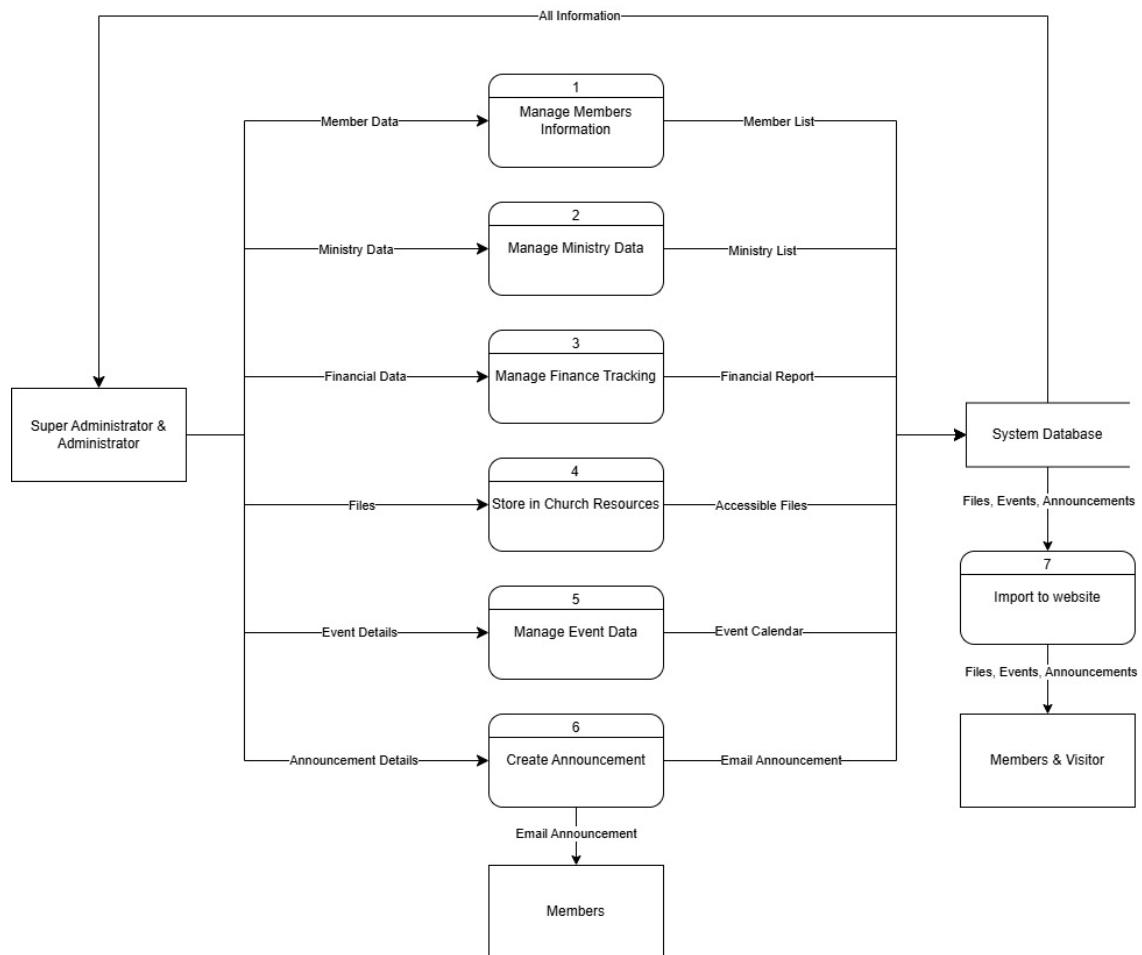 All Information
1
Manage Members
Information
Member Data
Member List
2
Manage Ministry Data
Ministry Data
Ministry List
3
Manage Finance Tracking
Financial Data
Financial Report
Super Administrator &
Administrator
System Database
4
Store in Church Resources
Files
Accessible Files
Files, Events, Announcements
7
Import to website
5
Manage Event Data
Event Details
Event Calendar
Files, Events, Announcements
6
Create Announcement
Announcement Details
Email Announcement
Members & Visitor
Email Announcement
Members